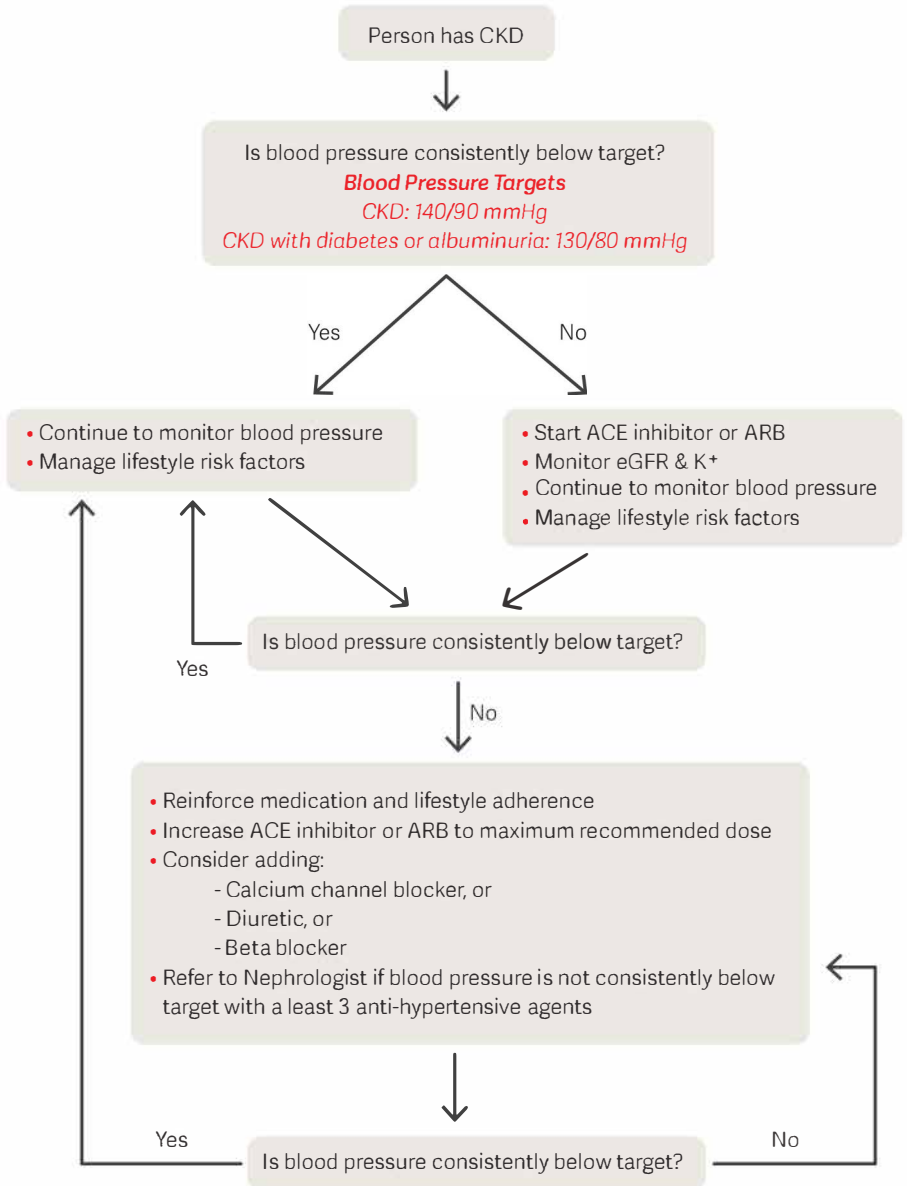 Person has CKD
Is blood pressure consistently below target?
Blood Pressure Targets
CKD: 140/90 mmHg
CKD with diabetes or albuminuria: 130/80 mmHg
Yes
No
• Continue to monitor blood pressure
• Manage lifestyle risk factors
• Start ACE inhibitor or ARB
• Monitor eGFR & K+
• Continue to monitor blood pressure
• Manage lifestyle risk factors
Is blood pressure consistently below target?
Yes
No
• Reinforce medication and lifestyle adherence
• Increase ACE inhibitor or ARB to maximum recommended dose
• Consider adding:
- Calcium channel blocker, or
- Diuretic, or
- Beta blocker
• Refer to Nephrologist if blood pressure is not consistently below
target with a least 3 anti-hypertensive agents
Yes
No
Is blood pressure consistently below target?